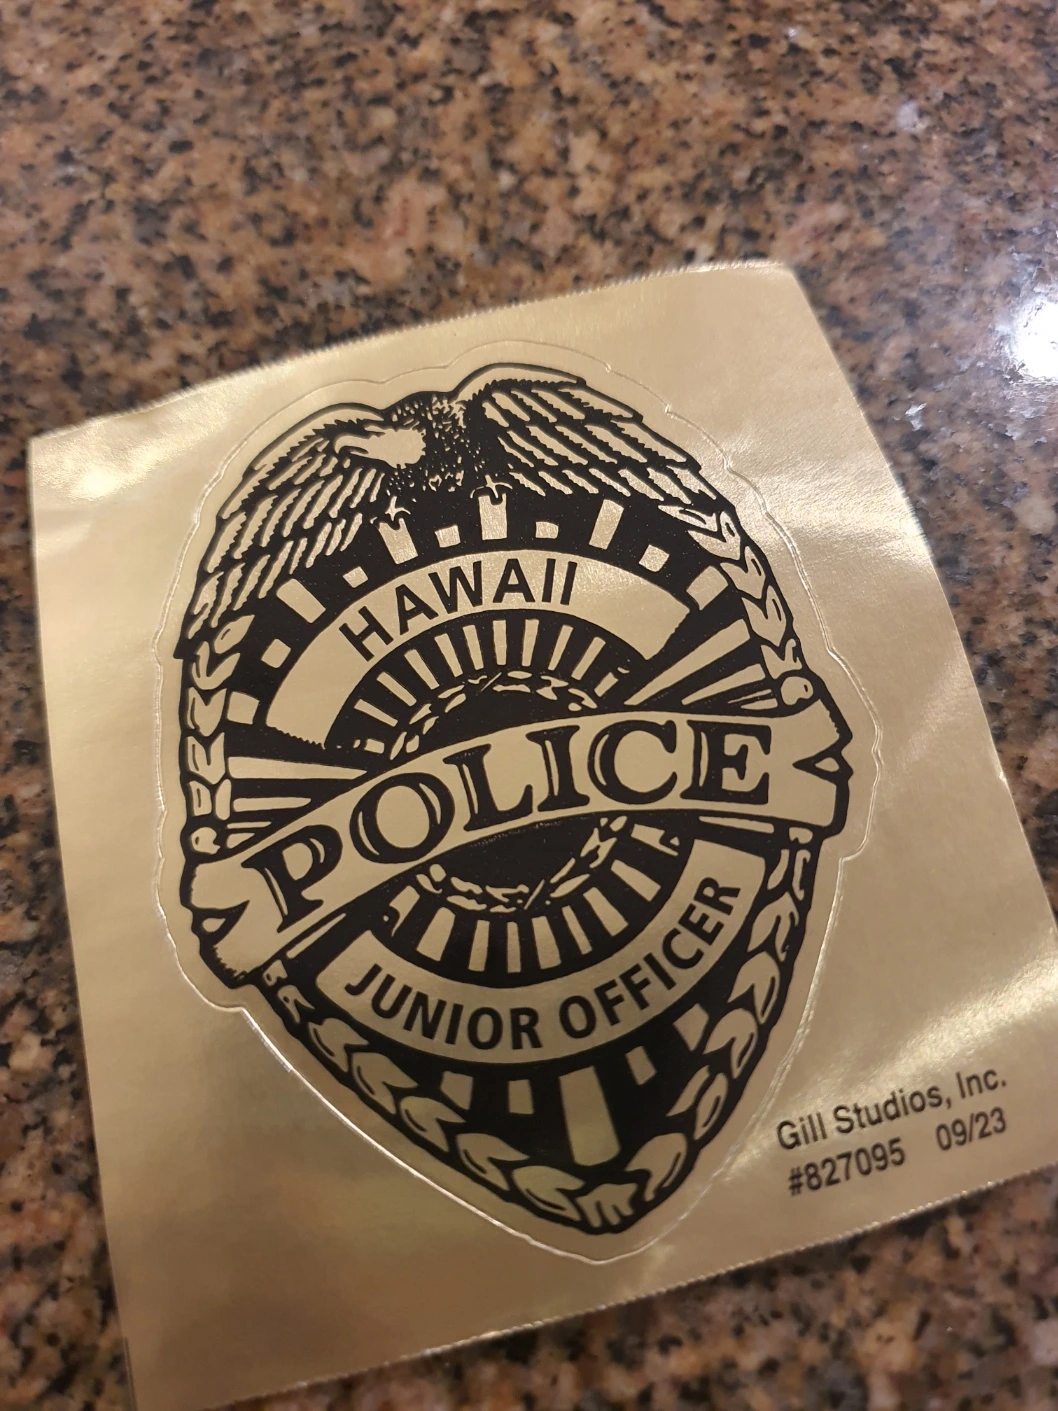 HAWAII
POLICE
JUNIOR OFFICER
Gill Studios, Inc.
#827095 09/23